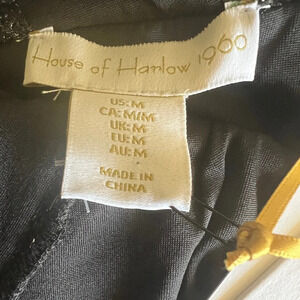 House of Harlow 1960
US: M
CA: M/M
UK: M
EU: M
AU: M
MADE IN
CHINA